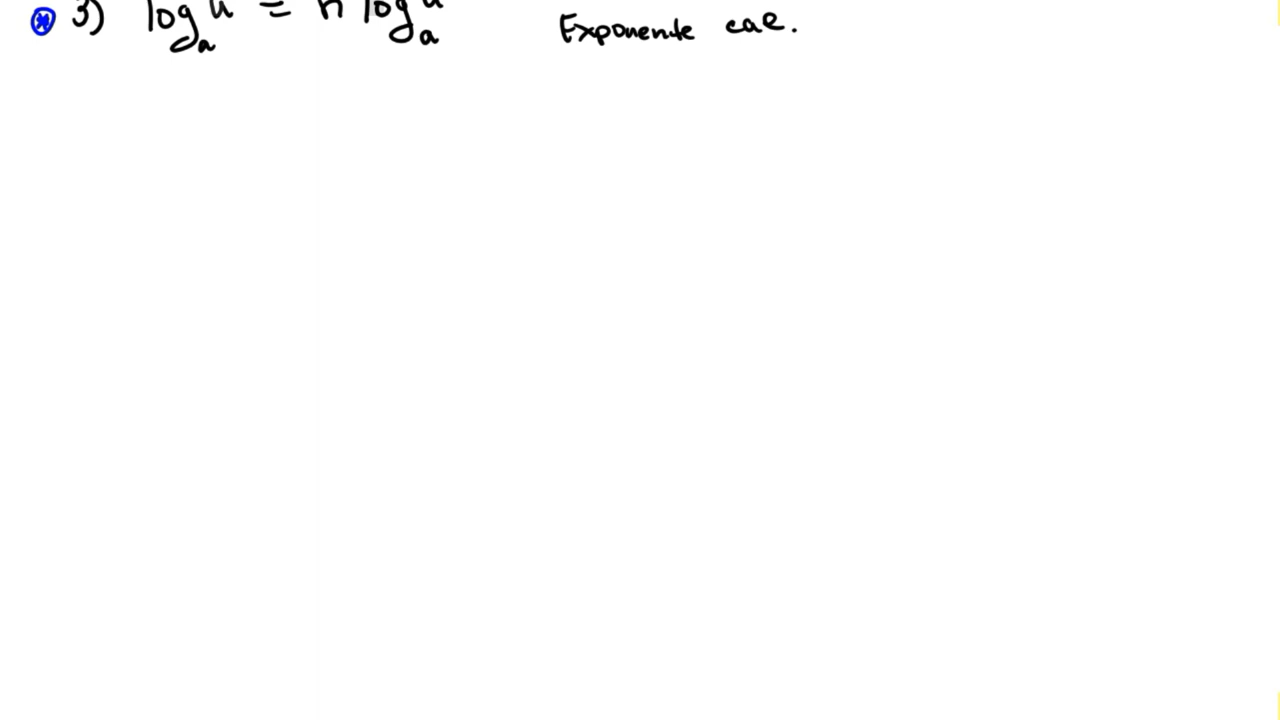 * 3) log_a u = n log_a u Exponente cae.